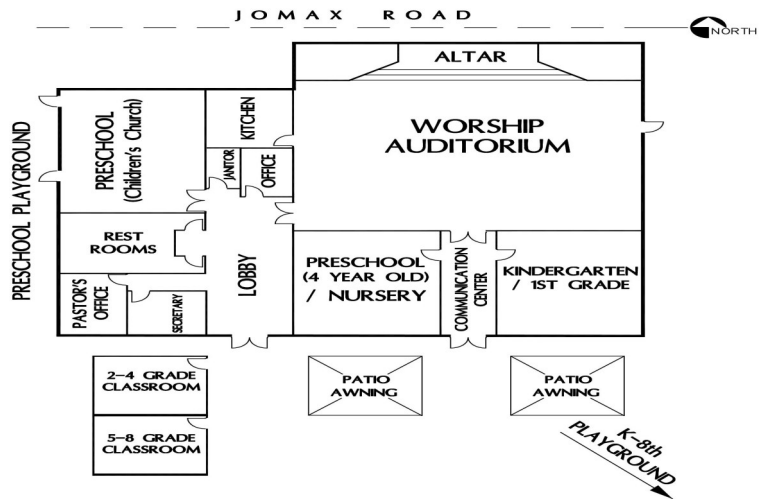 JOMAX ROAD
NORTH
ALTAR
WORSHIP
AUDITORIUM
KITCHEN
PRESCHOOL
(Children's Church)
PRESCHOOL PLAYGROUND
JANITOR
OFFICE
REST
ROOMS
LOBBY
PASTOR'S
OFFICE
SECRETARY
PRESCHOOL
(4 YEAR OLD)
/ NURSERY
COMMUNICATION
CENTER
KINDERGARTEN
/ 1ST GRADE
2-4 GRADE
CLASSROOM
5-8 GRADE
CLASSROOM
PATIO
AWNING
PATIO
AWNING
K-8th
PLAYGROUND